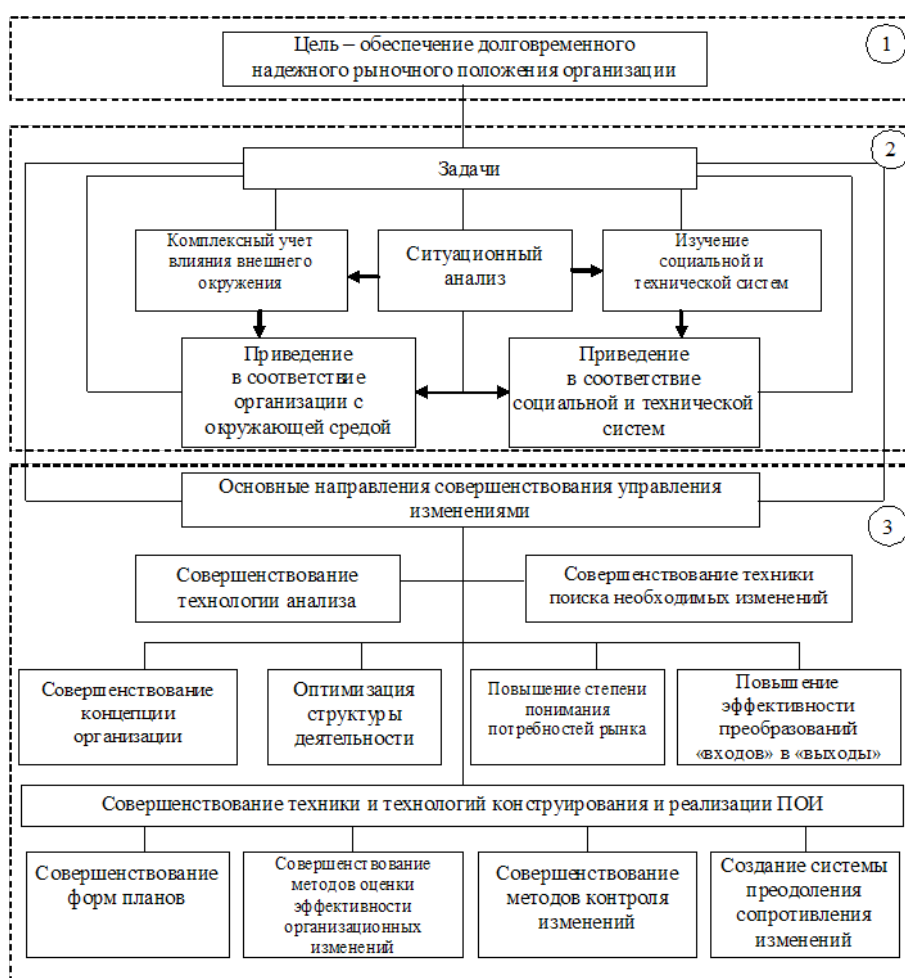 Цель – обеспечение долговременного
надежного рыночного положения организации
1
2
Задачи
Комплексный учет
влияния внешнего
окружения
Ситуационный
анализ
Изучение
социальной и
технической систем
Приведение
в соответствие
организации с
окружающей средой
Приведение
в соответствие
социальной и технической
систем
Основные направления совершенствования управления
изменениями
3
Совершенствование
технологии анализа
Совершенствование техники
поиска необходимых изменений
Совершенствование
концепции
организации
Оптимизация
структуры
деятельности
Повышение степени
понимания
потребностей рынка
Повышение
эффективности
преобразований
«входов» в «выходы»
Совершенствование техники и технологий конструирования и реализации ПОИ
Совершенствование
форм планов
Совершенствование
методов оценки
эффективности
организационных
изменений
Совершенствование
методов контроля
изменений
Создание системы
преодоления
сопротивления
изменений